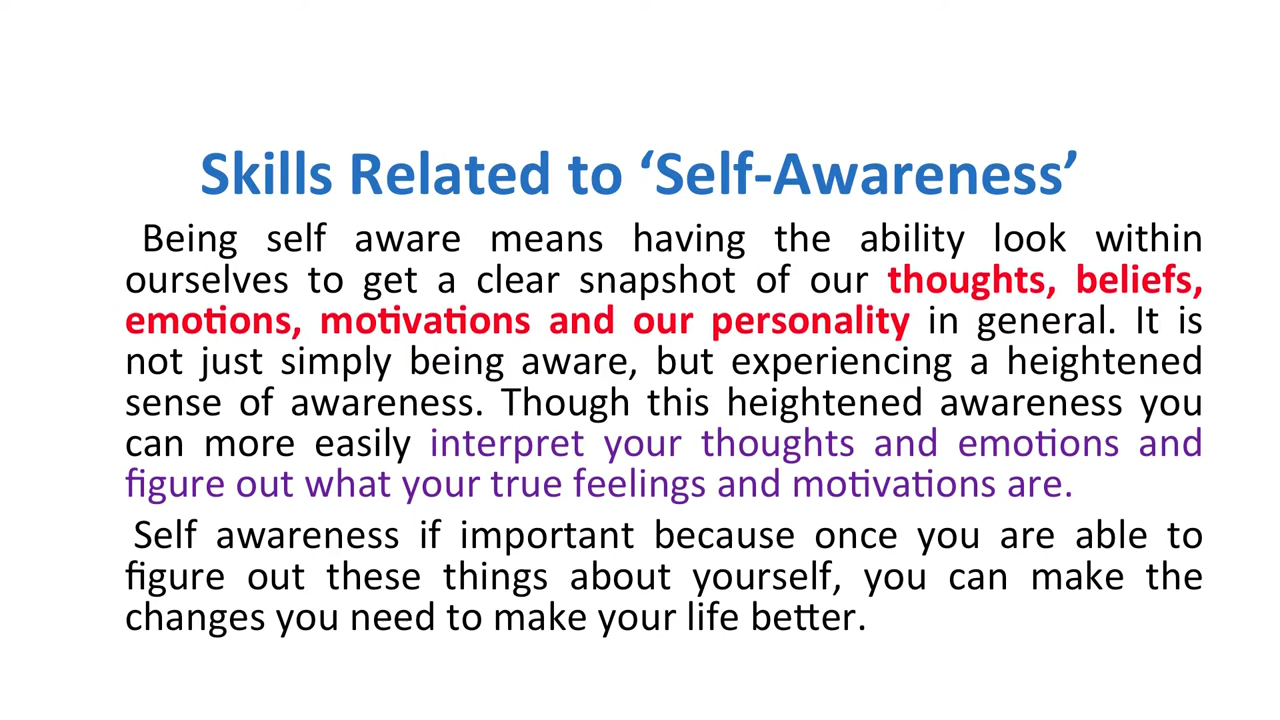 Skills Related to ‘Self-Awareness’
Being self aware means having the ability look within
ourselves to get a clear snapshot of our thoughts, beliefs,
emotions, motivations and our personality in general. It is
not just simply being aware, but experiencing a heightened
sense of awareness. Though this heightened awareness you
can more easily interpret your thoughts and emotions and
figure out what your true feelings and motivations are.
Self awareness if important because once you are able to
figure out these things about yourself, you can make the
changes you need to make your life better.